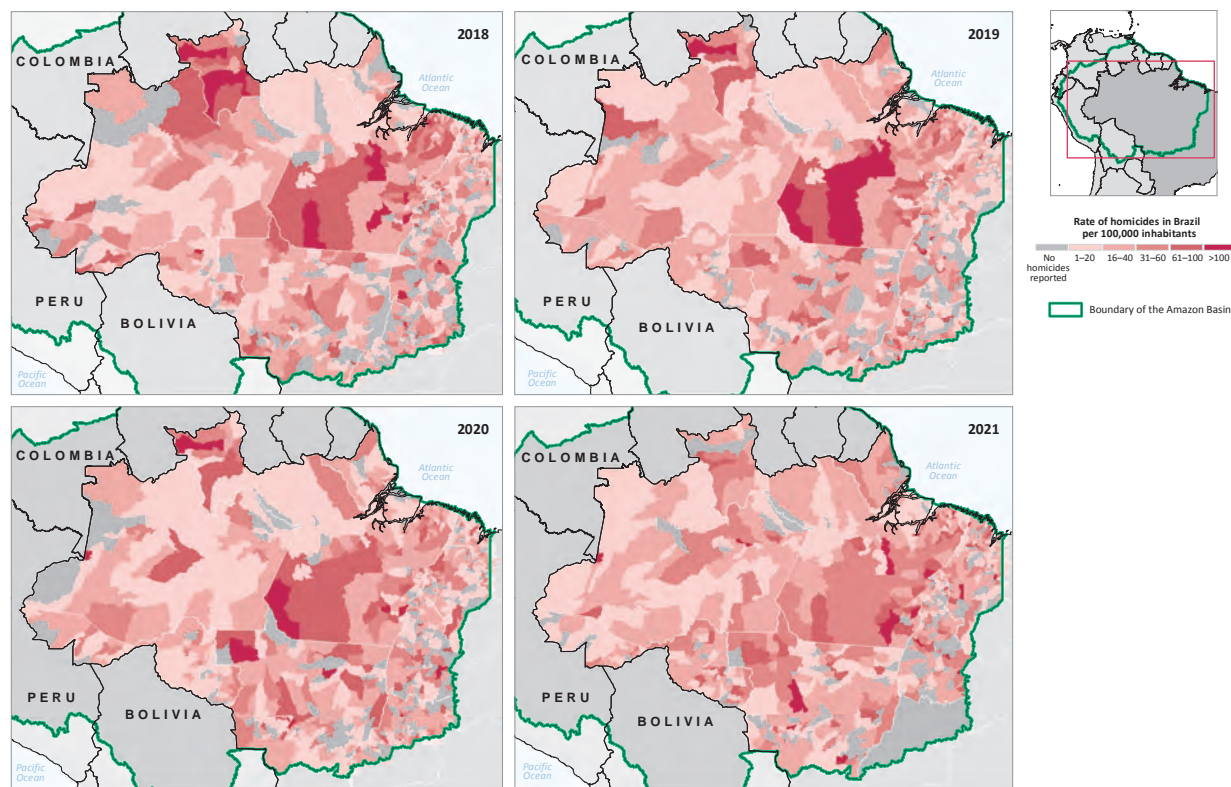 2018
COLOMBIA
Atlantic
Ocean
PERU
BOLIVIA
Pacific
Ocean
2019
COLOMBIA
Atlantic
Ocean
PERU
BOLIVIA
Pacific
Ocean
Rate of homicides in Brazil
per 100,000 inhabitants
No
homicides
reported
1–20
16–40
31–60
61–100
>100
Boundary of the Amazon Basin
2020
COLOMBIA
Atlantic
Ocean
PERU
BOLIVIA
Pacific
Ocean
2021
COLOMBIA
Atlantic
Ocean
PERU
BOLIVIA
Pacific
Ocean